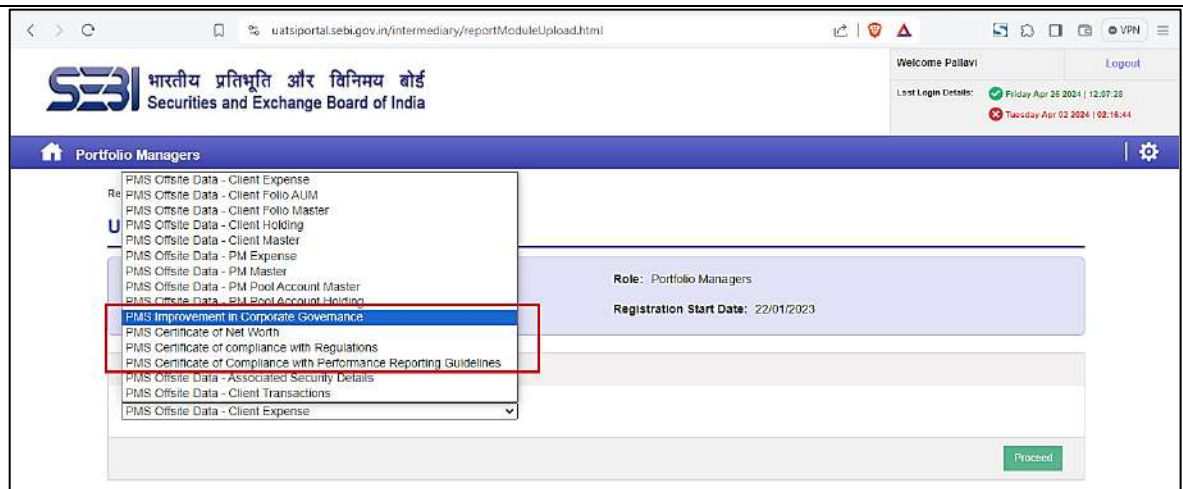 uatsiportal.sebi.gov.in/intermediary/reportModuleUpload.html
VPN
SEBI
भारतीय प्रतिभूति और विनिमय बोर्ड
Securities and Exchange Board of India
Welcome Pallavi
Logout
Last Login Details:
Friday Apr 26 2024 | 12:07:28
Tuesday Apr 02 2024 | 02:16:44
Portfolio Managers
Re
U
PMS Offsite Data - Client Expense
PMS Offsite Data - Client Folio AUM
PMS Offsite Data - Client Folio Master
PMS Offsite Data - Client Holding
PMS Offsite Data - Client Master
PMS Offsite Data - PM Expense
PMS Offsite Data - PM Master
PMS Offsite Data - PM Pool Account Master
PMS Offsite Data - PM Pool Account Holding
PMS Improvement in Corporate Governance
PMS Certificate of Net Worth
PMS Certificate of compliance with Regulations
PMS Certificate of Compliance with Performance Reporting Guidelines
PMS Offsite Data - Associated Security Details
PMS Offsite Data - Client Transactions
PMS Offsite Data - Client Expense
Role: Portfolio Managers
Registration Start Date: 22/01/2023
Proceed